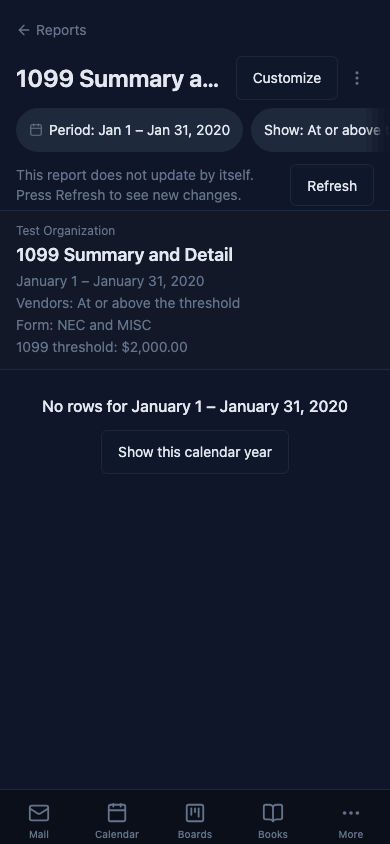 Reports
1099 Summary a...
Customize
Period: Jan 1 – Jan 31, 2020
Show: At or above
This report does not update by itself.
Press Refresh to see new changes.
Refresh
Test Organization
1099 Summary and Detail
January 1 – January 31, 2020
Vendors: At or above the threshold
Form: NEC and MISC
1099 threshold: $2,000.00
No rows for January 1 – January 31, 2020
Show this calendar year
Mail
Calendar
Boards
Books
More